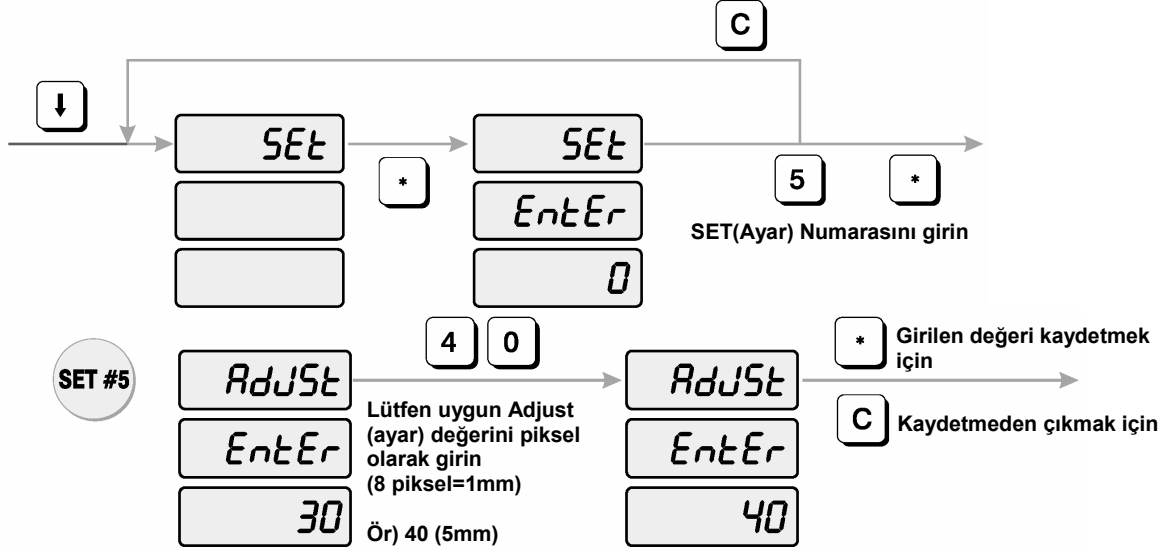 C
↓
SEt
SEt
*
EntEr
0
5
*
SET(Ayar) Numarasını girin
SET #5
AdJSt
EntEr
30
4
0
Lütfen uygun Adjust
(ayar) değerini piksel
olarak girin
(8 piksel=1mm)
Ör) 40 (5mm)
AdJSt
EntEr
40
*
Girilen değeri kaydetmek
için
C
Kaydetmeden çıkmak için